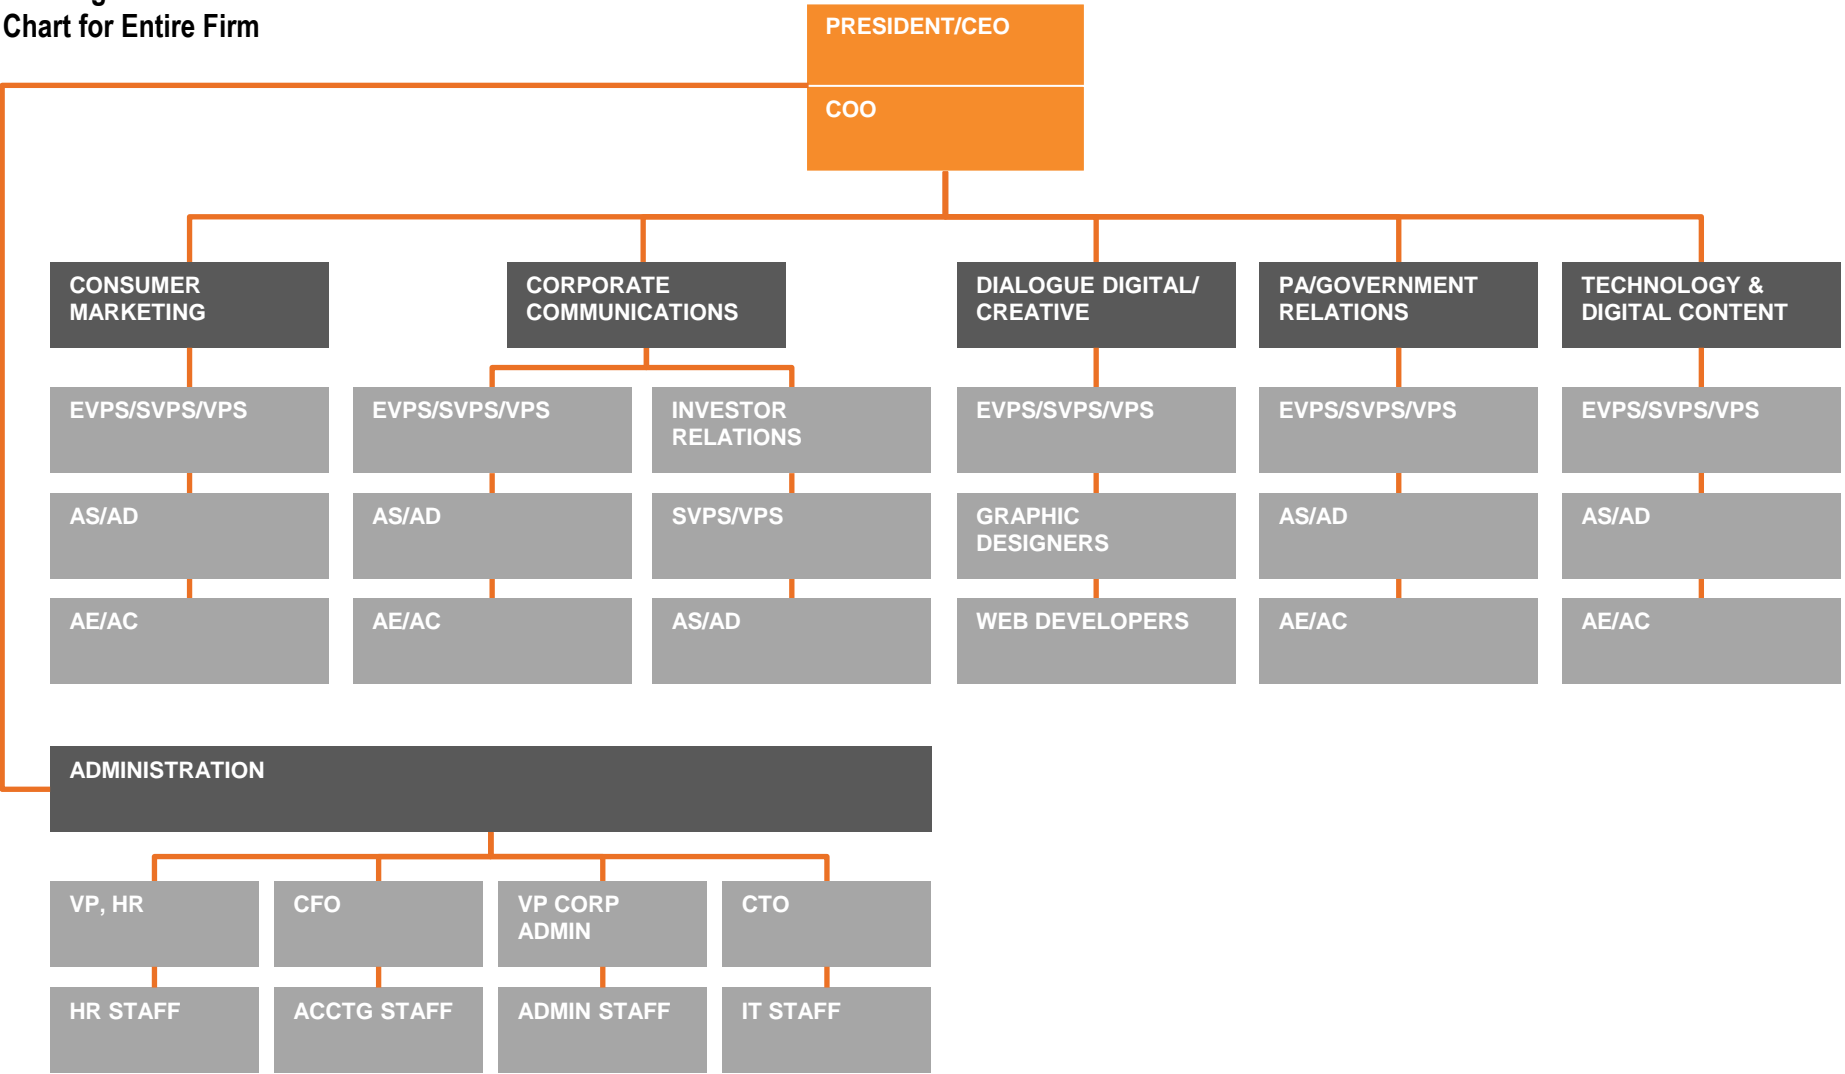 Chart for Entire Firm
PRESIDENT/CEO
COO
CONSUMER
MARKETING
CORPORATE
COMMUNICATIONS
DIALOGUE DIGITAL/
CREATIVE
PA/GOVERNMENT
RELATIONS
TECHNOLOGY &
DIGITAL CONTENT
EVPS/SVPS/VPS
EVPS/SVPS/VPS
INVESTOR
RELATIONS
EVPS/SVPS/VPS
EVPS/SVPS/VPS
EVPS/SVPS/VPS
AS/AD
AS/AD
SVPS/VPS
GRAPHIC
DESIGNERS
AS/AD
AS/AD
AE/AC
AE/AC
AS/AD
WEB DEVELOPERS
AE/AC
AE/AC
ADMINISTRATION
VP, HR
CFO
VP CORP
ADMIN
CTO
HR STAFF
ACCTG STAFF
ADMIN STAFF
IT STAFF